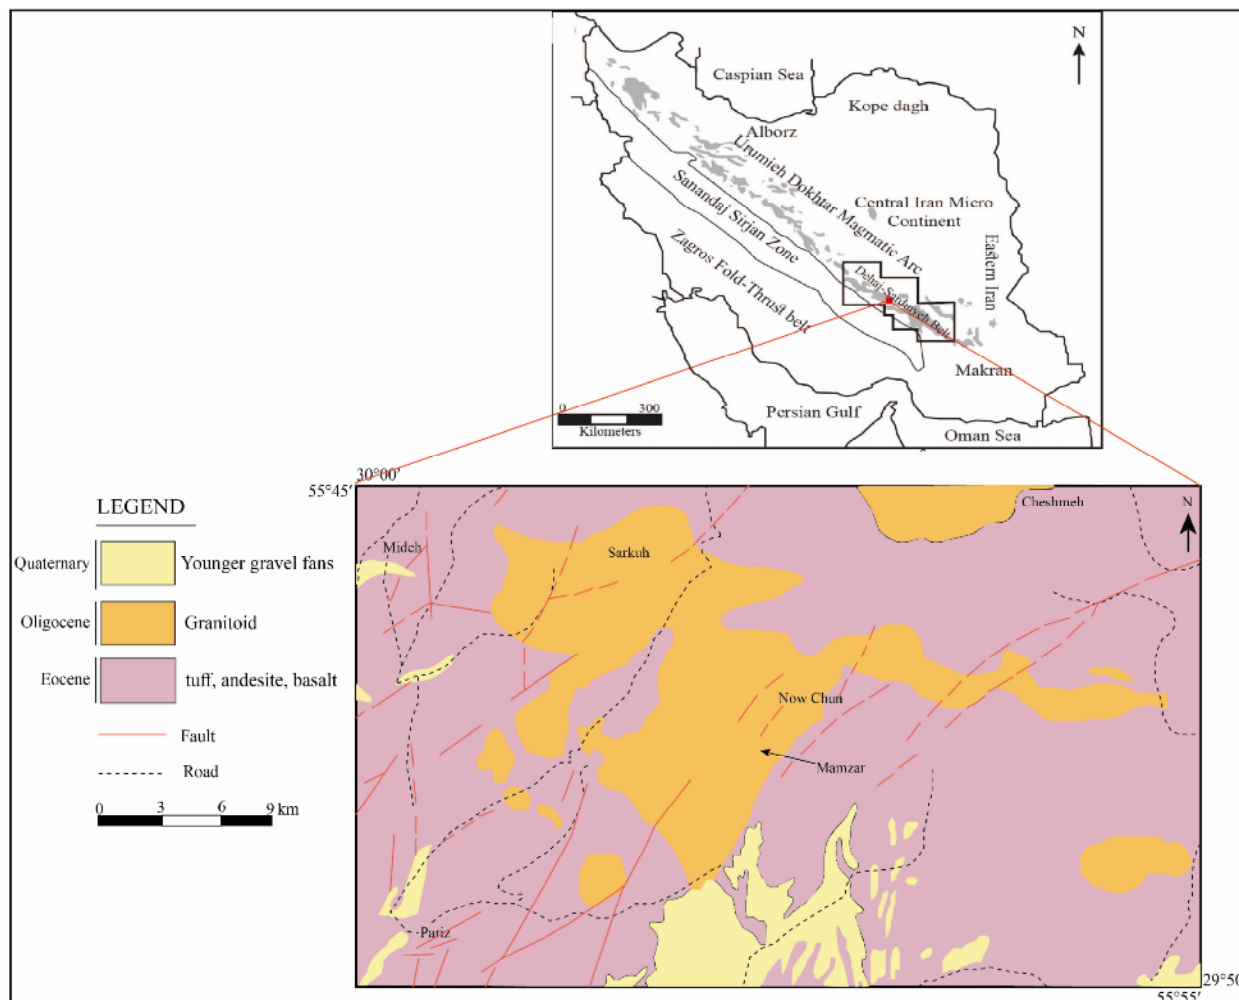 N
Caspian Sea
Kope dagh
Alborz
Urumieh Dokhtar Magmatic Arc
Sanandaj Sirjan Zone
Central Iran Micro
Continent
Zagros Fold-Thrust belt
Eastern Iran
Dehaj-Sarduiyeh Belt
Makran
0 300
Kilometers
Persian Gulf
Oman Sea
30°00'
55°45'
LEGEND
Quaternary Younger gravel fans
Oligocene Granitoid
Eocene tuff, andesite, basalt
Fault
Road
0 3 6 9 km
Cheshmeh
N
Mideh
Sarkuh
Now Chun
Mamzar
Pariz
29°50
55°55'